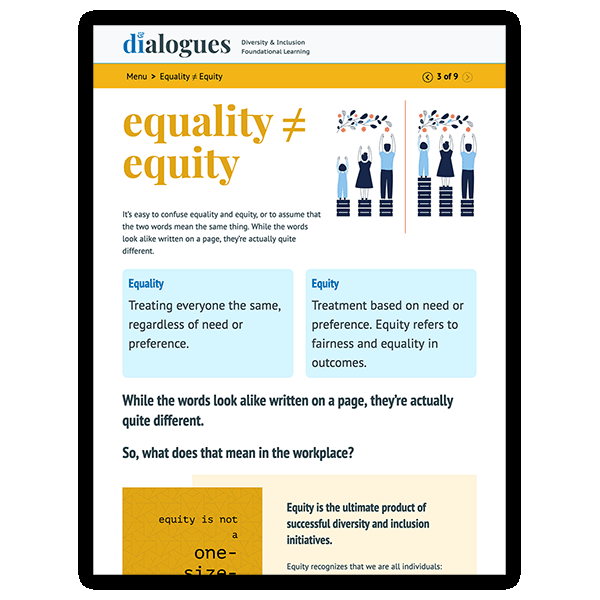 dialogues
&
Diversity & Inclusion
Foundational Learning
Menu > Equality ≠ Equity
3 of 9
equality ≠
equity
It's easy to confuse equality and equity, or to assume that
the two words mean the same thing. While the words
look alike written on a page, they're actually quite
different.
Equality
Treating everyone the same,
regardless of need or
preference.
Equity
Treatment based on need or
preference. Equity refers to
fairness and equality in
outcomes.
While the words look alike written on a page, they're actually
quite different.
So, what does that mean in the workplace?
equity is not
a
one-
size-
Equity is the ultimate product of
successful diversity and inclusion
initiatives.
Equity recognizes that we are all individuals: